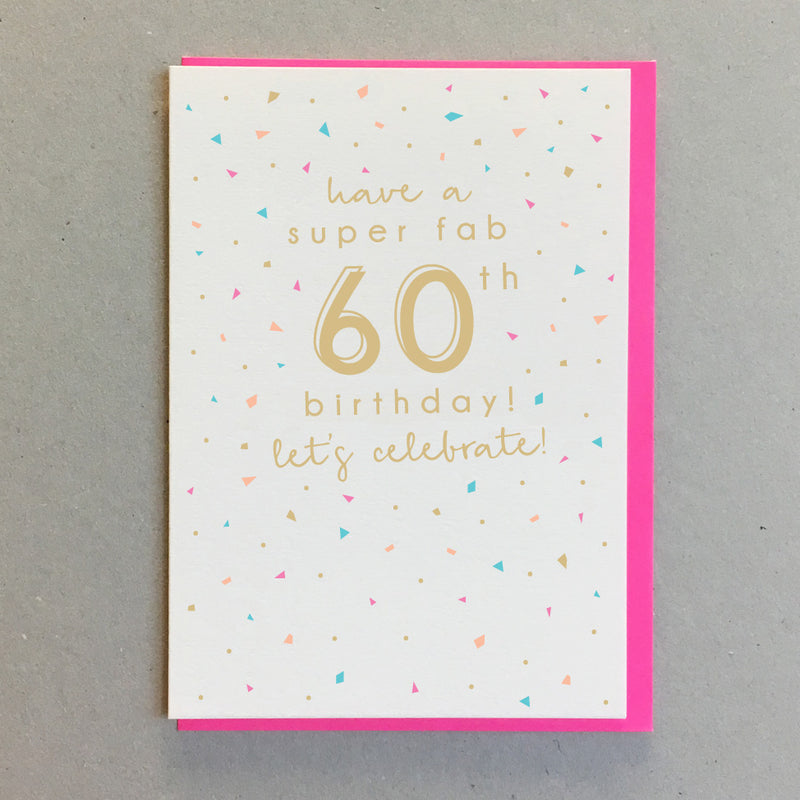 have a
super fab
60th
birthday!
let's celebrate!